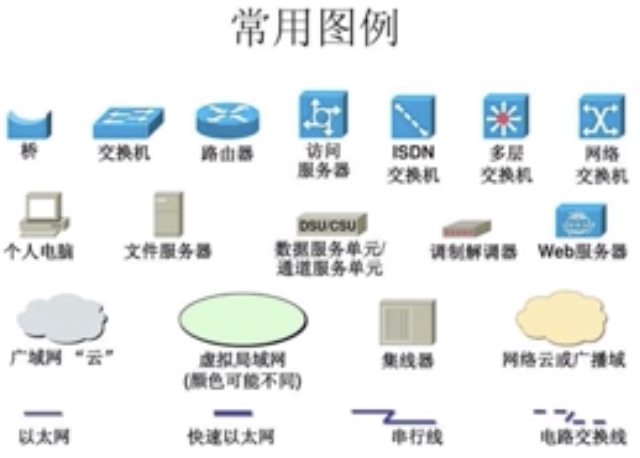 常用图例
桥
交换机
路由器
访问
服务器
ISDN
交换机
多层
交换机
网络
交换机
个人电脑
文件服务器
DSU/CSU
数据服务单元/
通道服务单元
调制解调器
Web服务器
广域网“云”
虚拟局域网
(颜色可能不同)
集线器
网络云或广播域
以太网
快速以太网
串行线
电路交换线